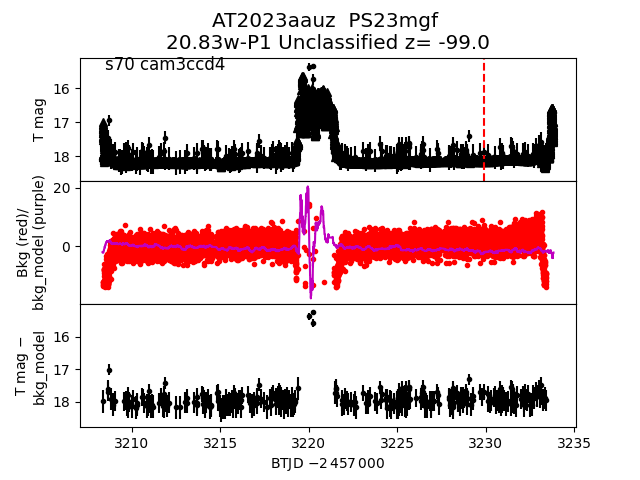 AT2023aauz  PS23mgf
20.83w-P1 Unclassified z= -99.0
s70 cam3ccd4
T mag
16
17
18
Bkg (red)/
bkg_model (purple)
20
0
T mag −
bkg_model
16
17
18
3210
3215
3220
3225
3230
3235
BTJD −2 457 000